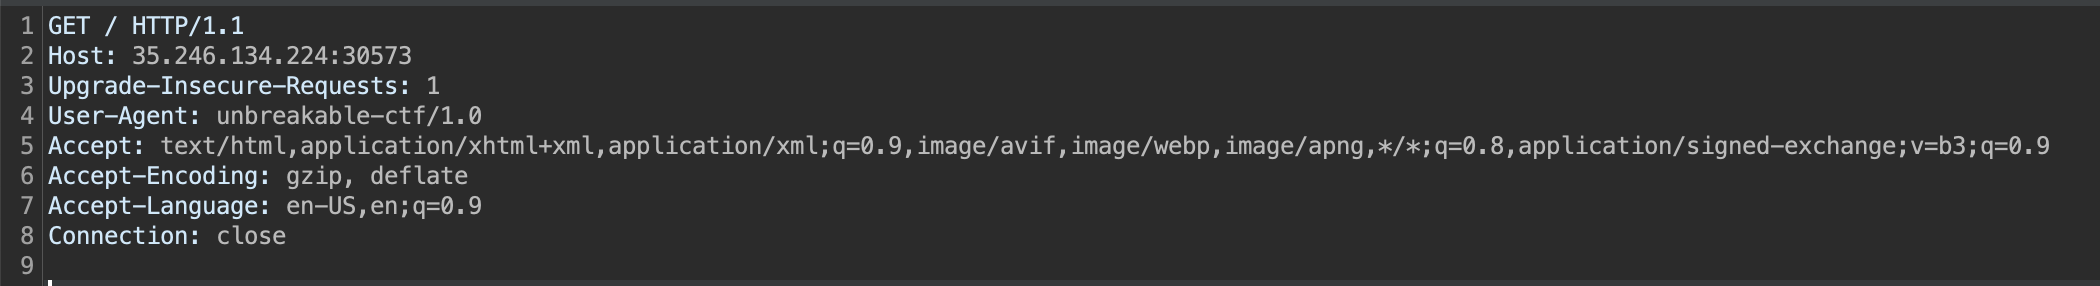 1 GET / HTTP/1.1
2 Host: 35.246.134.224:30573
3 Upgrade-Insecure-Requests: 1
4 User-Agent: unbreakable-ctf/1.0
5 Accept: text/html,application/xhtml+xml,application/xml;q=0.9,image/avif,image/webp,image/apng,*/*;q=0.8,application/signed-exchange;v=b3;q=0.9
6 Accept-Encoding: gzip, deflate
7 Accept-Language: en-US,en;q=0.9
8 Connection: close
9